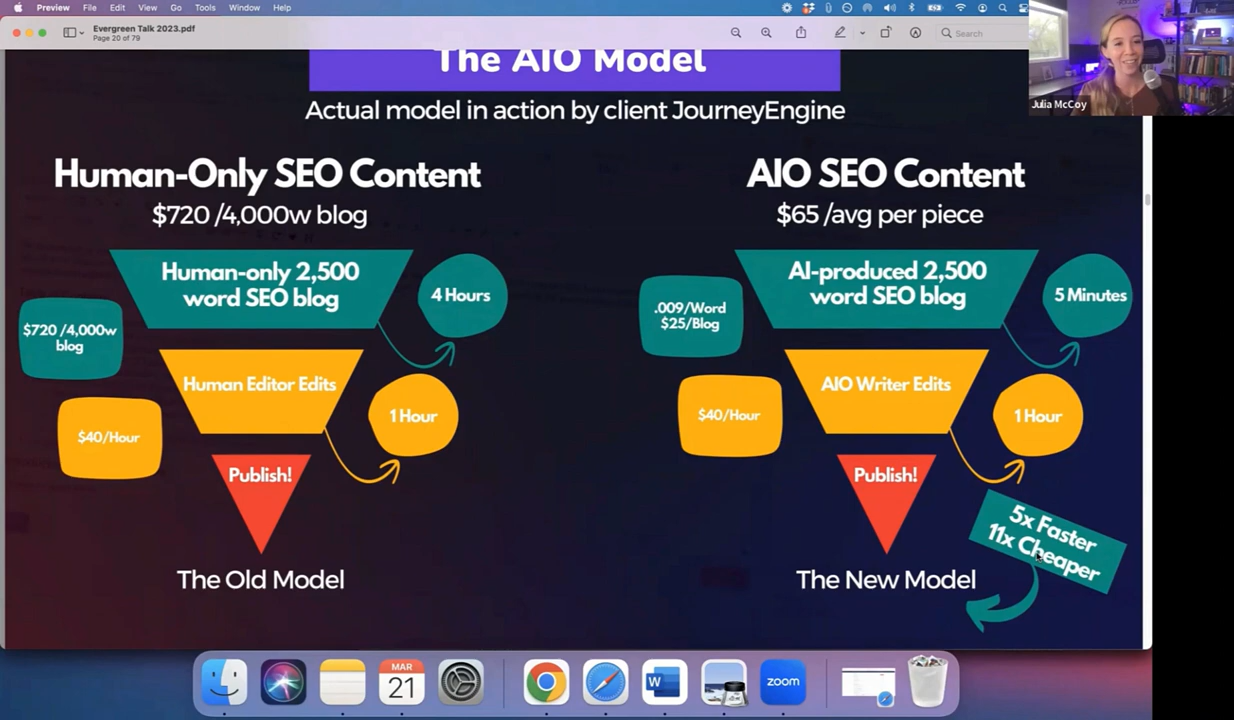 Preview File Edit View Go Tools Window Help
Evergreen Talk 2023.pdf
Page 20 of 79
Search
Julia McCoy
The AIO Model
Actual model in action by client JourneyEngine
Human-Only SEO Content
$720 /4,000w blog
Human-only 2,500
word SEO blog
4 Hours
$720 /4,000w
blog
Human Editor Edits
1 Hour
$40/Hour
Publish!
The Old Model
AIO SEO Content
$65 /avg per piece
AI-produced 2,500
word SEO blog
5 Minutes
.009/Word
$25/Blog
AIO Writer Edits
1 Hour
$40/Hour
Publish!
5x Faster
11x Cheaper
The New Model
MAR
21
W
zoom